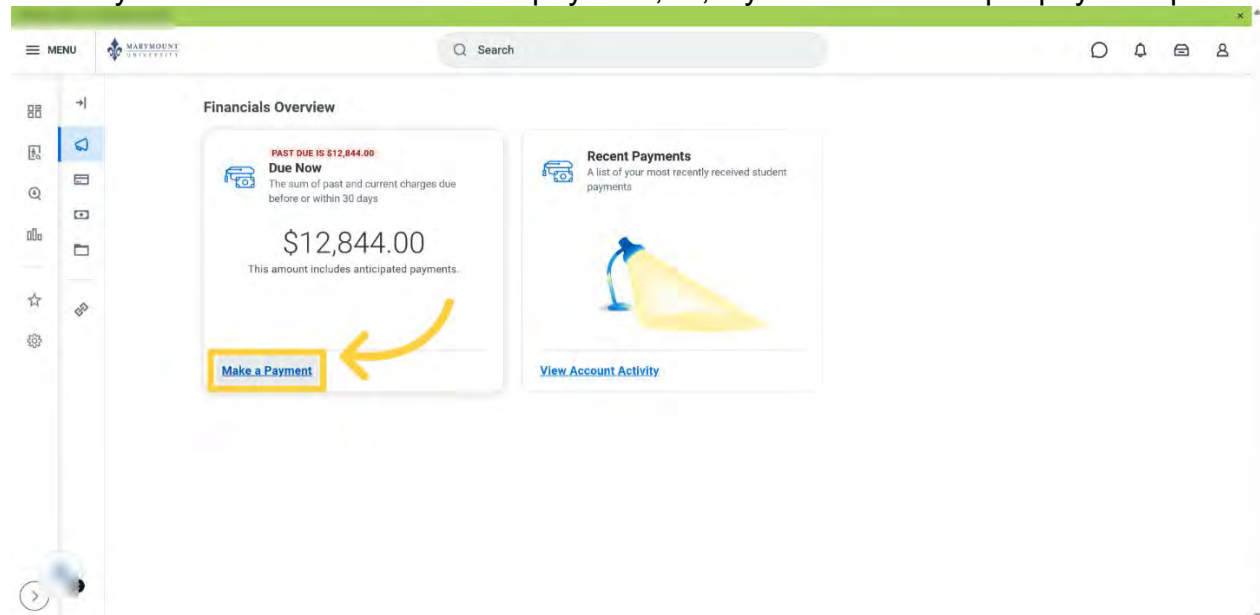 MENU
MARYMOUNT
UNIVERSITY
Search
Financials Overview
PAST DUE IS $12,844.00
Due Now
The sum of past and current charges due
before or within 30 days
$12,844.00
This amount includes anticipated payments.
Make a Payment
Recent Payments
A list of your most recently received student
payments
View Account Activity